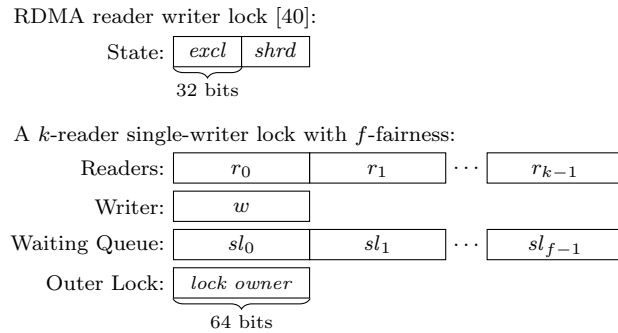 RDMA reader writer lock [40]:
State: excl shrd
32 bits
A k-reader single-writer lock with f-fairness:
Readers: r₀ r₁ ··· rₖ₋₁
Writer: w
Waiting Queue: sl₀ sl₁ ··· sl_{f−1}
Outer Lock: lock owner
64 bits